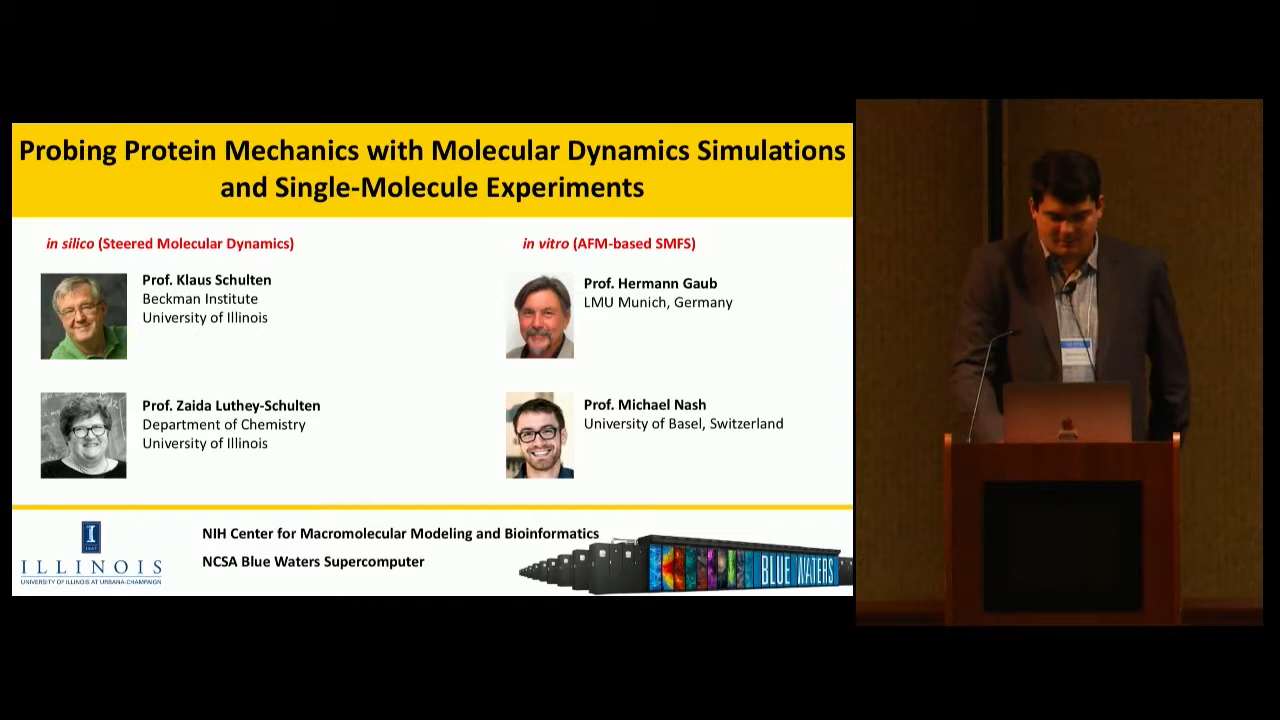 Probing Protein Mechanics with Molecular Dynamics Simulations
and Single-Molecule Experiments
in silico (Steered Molecular Dynamics)
Prof. Klaus Schulten
Beckman Institute
University of Illinois
Prof. Zaida Luthey-Schulten
Department of Chemistry
University of Illinois
in vitro (AFM-based SMFS)
Prof. Hermann Gaub
LMU Munich, Germany
Prof. Michael Nash
University of Basel, Switzerland
I
1867
ILLINOIS
UNIVERSITY OF ILLINOIS AT URBANA-CHAMPAIGN
NIH Center for Macromolecular Modeling and Bioinformatics
NCSA Blue Waters Supercomputer
BLUE WATERS